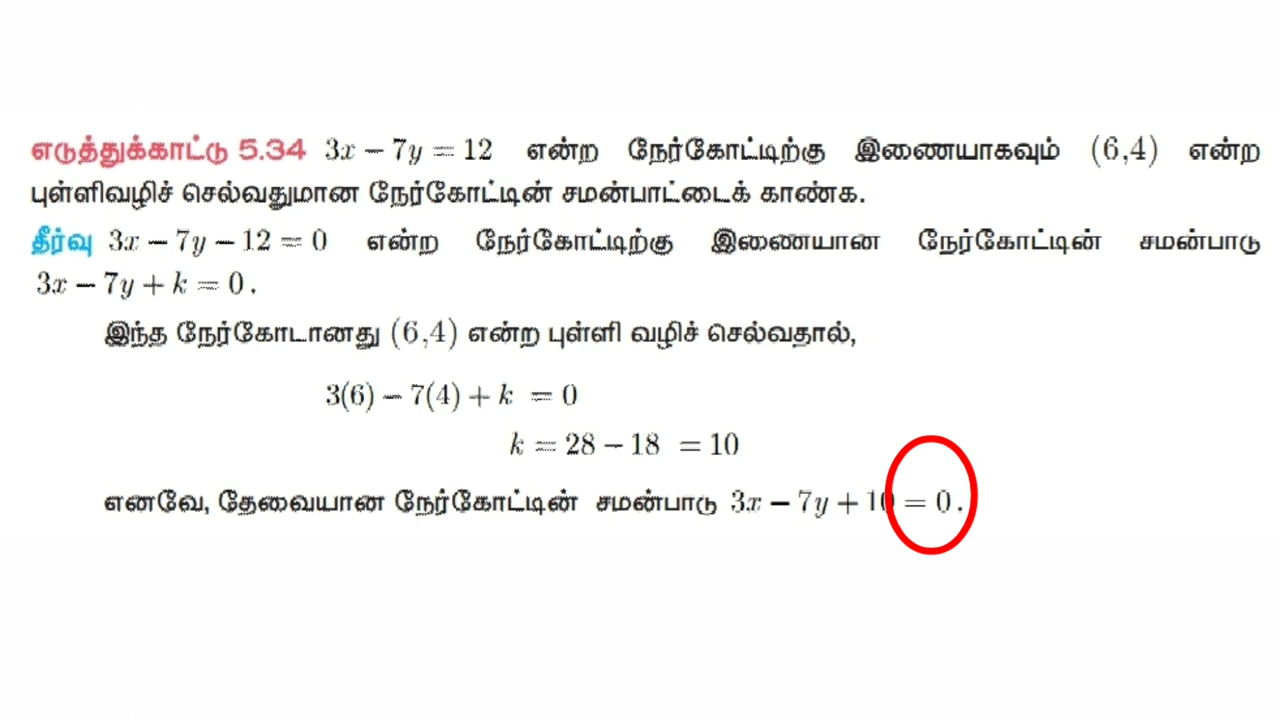 எடுத்துக்காட்டு 5.34 3x − 7y = 12 என்ற நேர்கோட்டிற்கு இணையாகவும் (6,4) என்ற
புள்ளிவழிச் செல்வதுமான நேர்கோட்டின் சமன்பாட்டைக் காண்க.
தீர்வு 3x − 7y − 12 = 0 என்ற நேர்கோட்டிற்கு இணையான நேர்கோட்டின் சமன்பாடு
3x − 7y + k = 0 .
இந்த நேர்கோடானது (6,4) என்ற புள்ளி வழிச் செல்வதால்,
3(6) − 7(4) + k = 0
k = 28 − 18 = 10
எனவே, தேவையான நேர்கோட்டின் சமன்பாடு 3x − 7y + 10 = 0 .